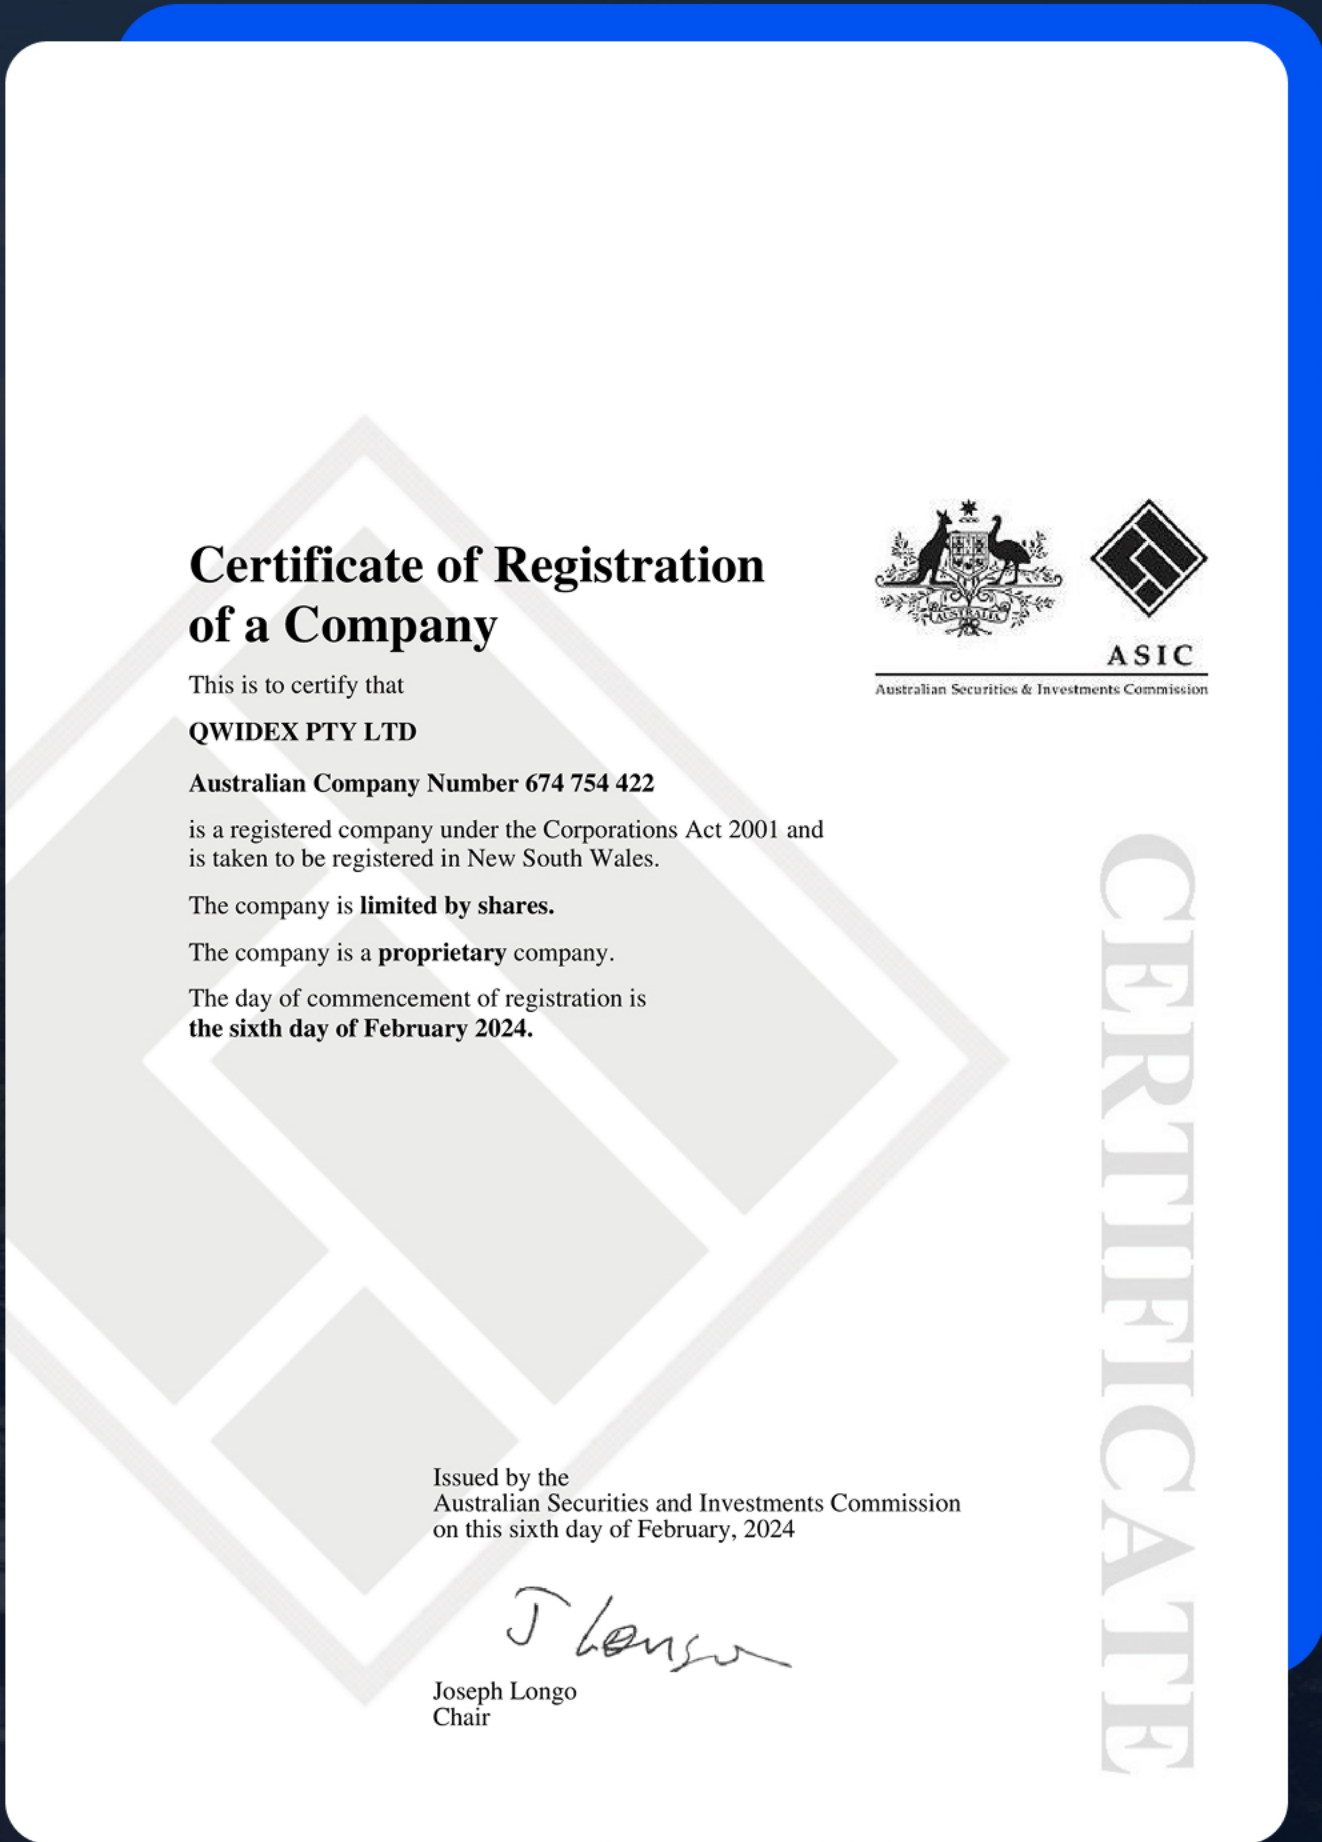 Certificate of Registration
of a Company
AUSTRALIA
ASIC
Australian Securities & Investments Commission
This is to certify that
QWIDEX PTY LTD
Australian Company Number 674 754 422
is a registered company under the Corporations Act 2001 and
is taken to be registered in New South Wales.
The company is limited by shares.
The company is a proprietary company.
The day of commencement of registration is
the sixth day of February 2024.
CERTIFICATE
Issued by the
Australian Securities and Investments Commission
on this sixth day of February, 2024
J Longo
Joseph Longo
Chair